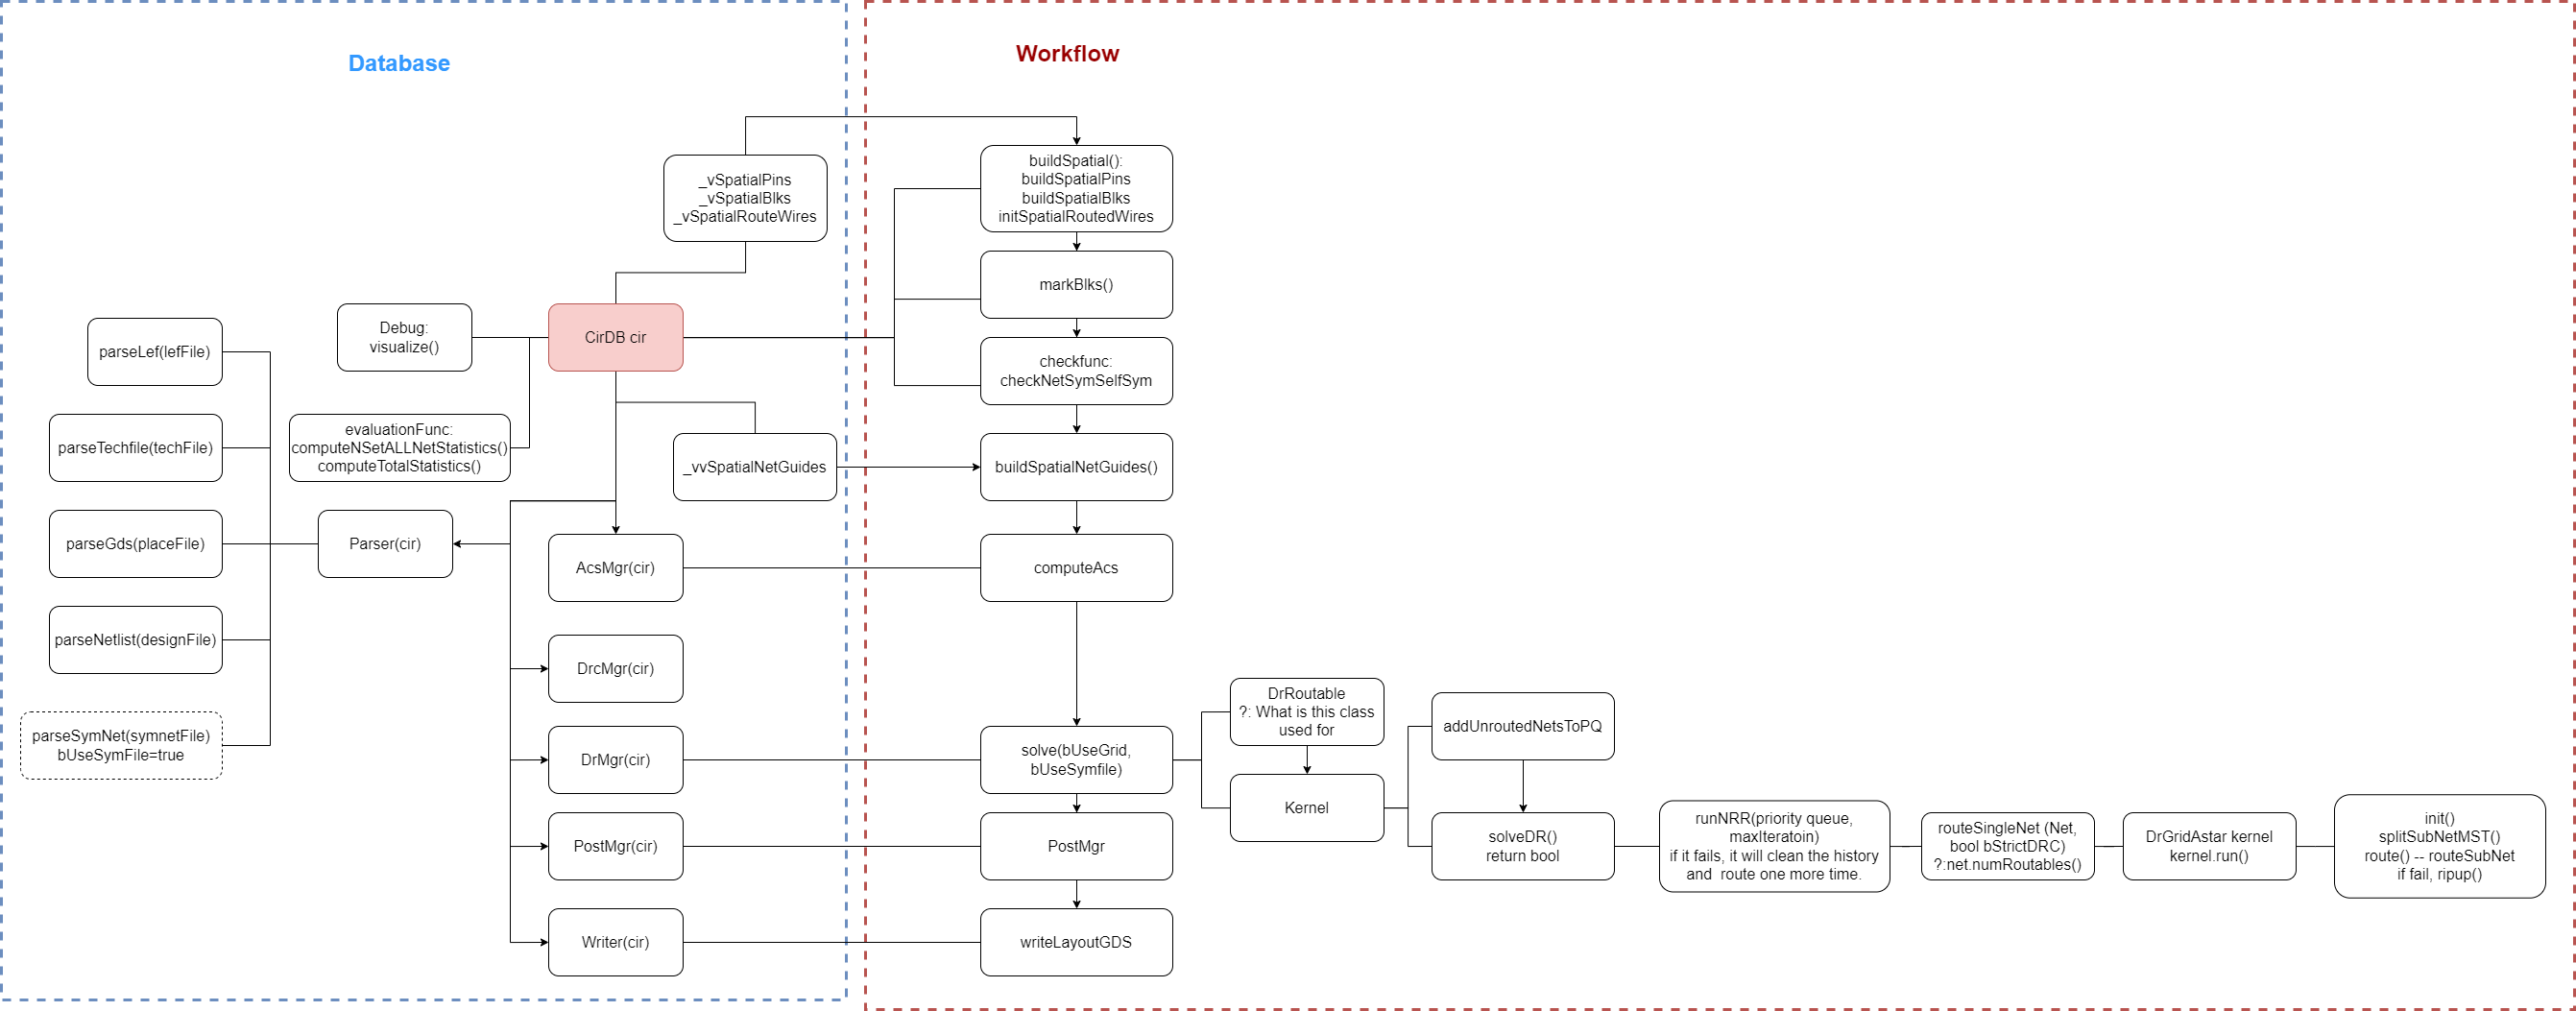 Database
Workflow
_vSpatialPins
_vSpatialBlks
_vSpatialRouteWires
buildSpatial():
buildSpatialPins
buildSpatialBlks
initSpatialRoutedWires
markBlks()
Debug:
visualize()
CirDB cir
parseLef(lefFile)
checkfunc:
checkNetSymSelfSym
parseTechfile(techFile)
evaluationFunc:
computeNSetALLNetStatistics()
computeTotalStatistics()
_vvSpatialNetGuides
buildSpatialNetGuides()
parseGds(placeFile)
Parser(cir)
AcsMgr(cir)
computeAcs
parseNetlist(designFile)
DrcMgr(cir)
parseSymNet(symnetFile)
bUseSymFile=true
DrMgr(cir)
solve(bUseGrid,
bUseSymfile)
DrRoutable
?: What is this class
used for
Kernel
addUnroutedNetsToPQ
solveDR()
return bool
runNRR(priority queue,
maxIteratoin)
if it fails, it will clean the history
and  route one more time.
routeSingleNet (Net,
bool bStrictDRC)
?:net.numRoutables()
DrGridAstar kernel
kernel.run()
init()
splitSubNetMST()
route() -- routeSubNet
if fail, ripup()
PostMgr(cir)
PostMgr
Writer(cir)
writeLayoutGDS